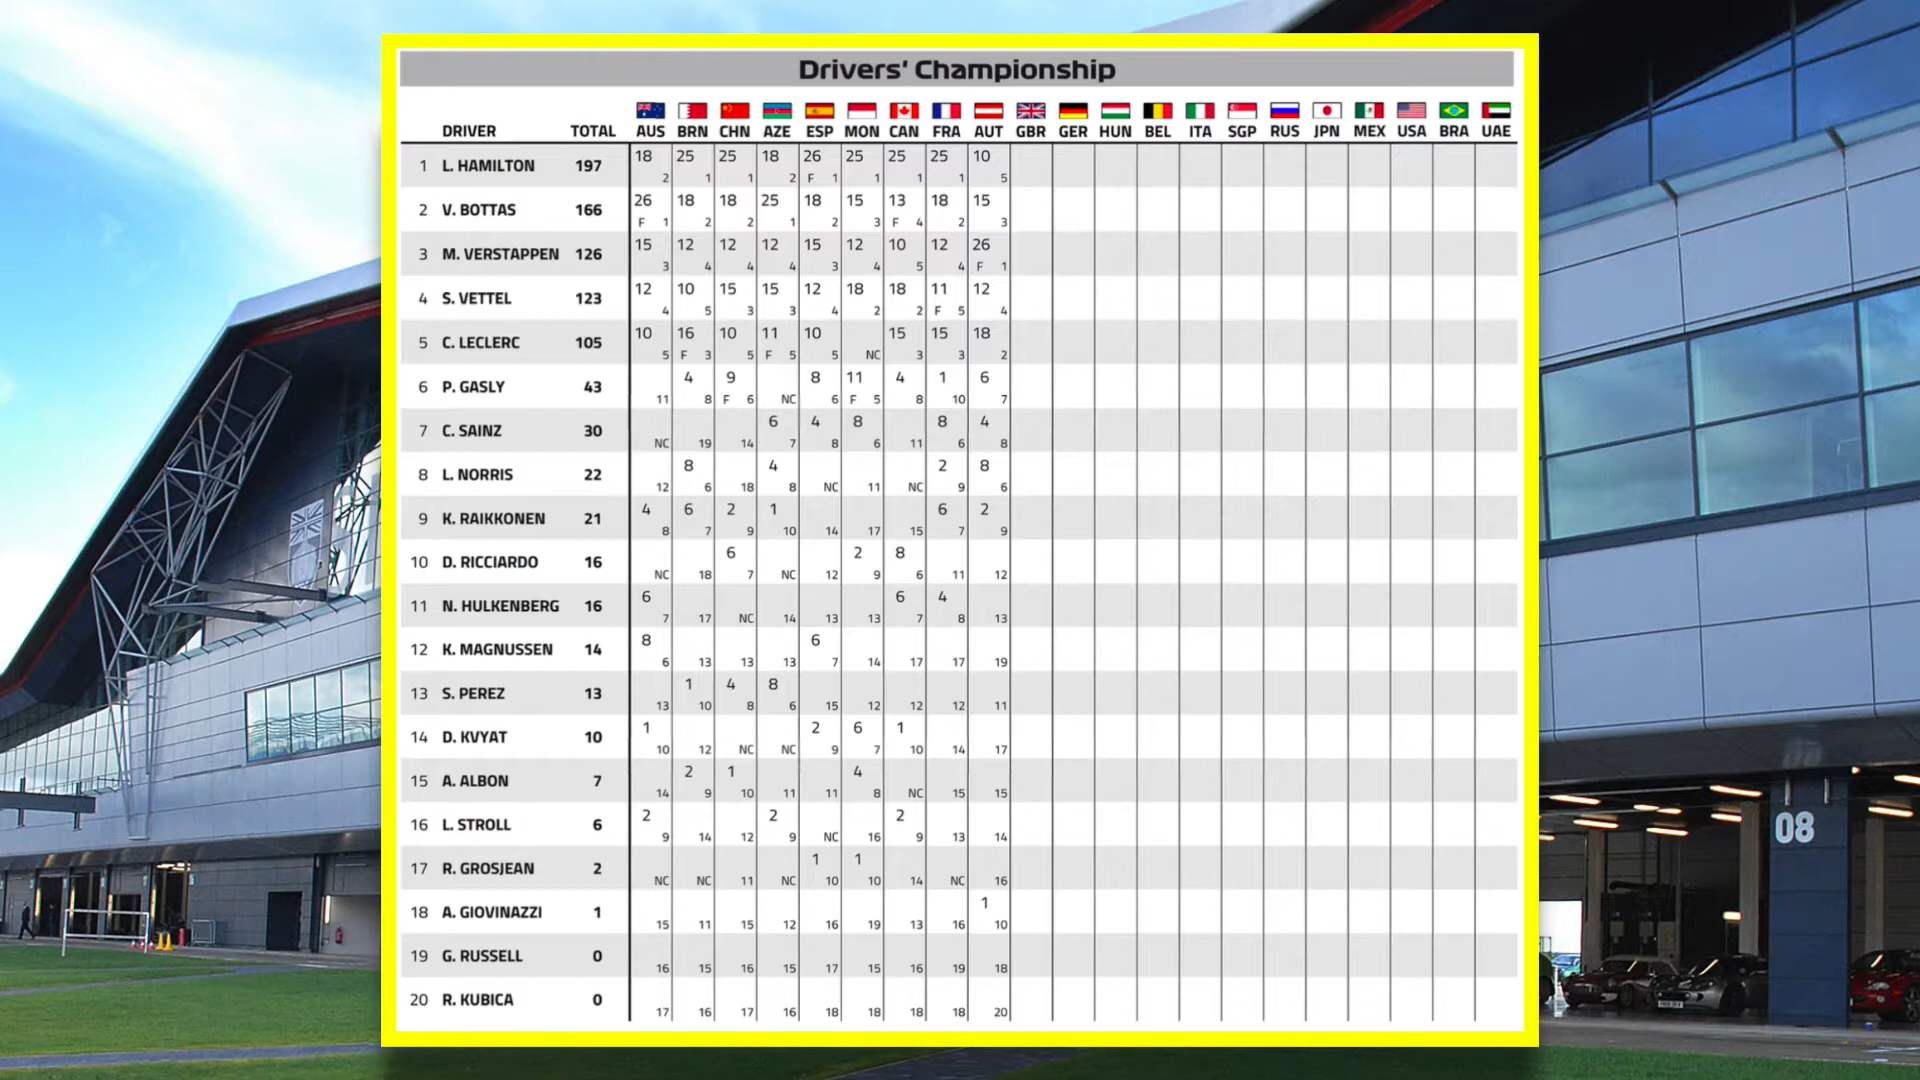 Drivers' Championship
DRIVER TOTAL AUS BRN CHN AZE ESP MON CAN FRA AUT GBR GER HUN BEL ITA SGP RUS JPN MEX USA BRA UAE
18 25 25 18 26 25 25 25 10
1 L. HAMILTON 197
2 1 1 2 F 1 1 1 1 5
26 18 18 25 18 15 13 18 15
2 V. BOTTAS 166
F 1 2 2 1 2 3 F 4 2 3
15 12 12 12 15 12 10 12 26
3 M. VERSTAPPEN 126
3 4 4 4 3 4 5 4 F 1
12 10 15 15 12 18 18 11 12
4 S. VETTEL 123
4 5 3 3 4 2 2 F 5 4
10 16 10 11 10 15 15 18
5 C. LECLERC 105
5 F 3 5 F 5 5 NC 3 3 2
4 9 8 11 4 1 6
6 P. GASLY 43
11 8 F 6 NC 6 F 5 8 10 7
6 4 8 8 4
7 C. SAINZ 30
NC 19 14 7 8 6 11 6 8
8 4 2 8
8 L. NORRIS 22
12 6 18 8 NC 11 NC 9 6
4 6 2 1 6 2
9 K. RAIKKONEN 21
8 7 9 10 14 17 15 7 9
6 2 8
10 D. RICCIARDO 16
NC 18 7 NC 12 9 6 11 12
6 6 4
11 N. HULKENBERG 16
7 17 NC 14 13 13 7 8 13
8 6
12 K. MAGNUSSEN 14
6 13 13 13 7 14 17 17 19
1 4 8
13 S. PEREZ 13
13 10 8 6 15 12 12 12 11
1 2 6 1
14 D. KVYAT 10
10 12 NC NC 9 7 10 14 17
2 1 4
15 A. ALBON 7
14 9 10 11 11 8 NC 15 15
2 2 2
16 L. STROLL 6
9 14 12 9 NC 16 9 13 14
1 1
17 R. GROSJEAN 2
NC NC 11 NC 10 10 14 NC 16
1
18 A. GIOVINAZZI 1
15 11 15 12 16 19 13 16 10
19 G. RUSSELL 0
16 15 16 15 17 15 16 19 18
20 R. KUBICA 0
17 16 17 16 18 18 18 18 20
08